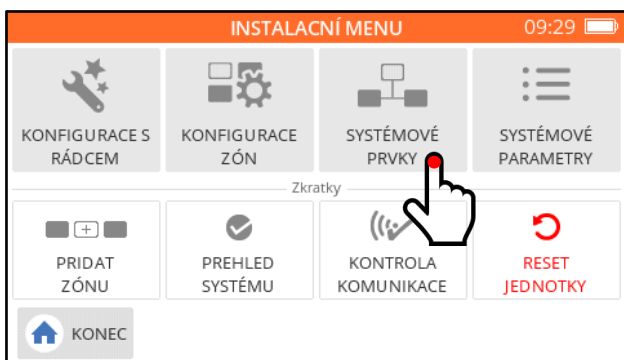 INSTALACNÍ MENU 09:29
KONFIGURACE S
RÁDCEM
KONFIGURACE
ZÓN
SYSTÉMOVÉ
PRVKY
SYSTÉMOVÉ
PARAMETRY
Zkratky
PRIDAT
ZÓNU
PREHLED
SYSTÉMU
KONTROLA
KOMUNIKACE
RESET
JEDNOTKY
KONEC